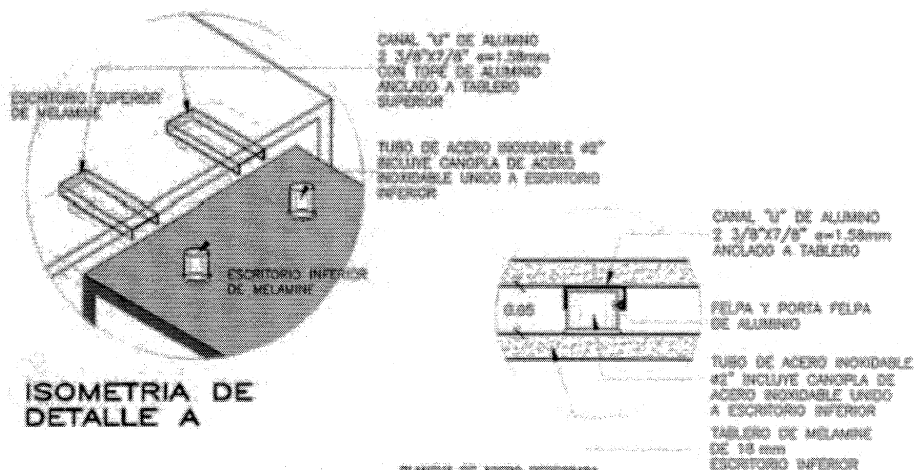 CANAL "U" DE ALUMINO
2 3/8"X7/8" e=1.58mm
CON TOPE DE ALUMINIO
ANCLADO A TABLERO
SUPERIOR
ESCRITORIO SUPERIOR
DE MELAMINE
TUBO DE ACERO INOXIDABLE #2"
INCLUYE CANOPLA DE ACERO
INOXIDABLE UNIDO A ESCRITORIO
INFERIOR
ESCRITORIO INFERIOR
DE MELAMINE
ISOMETRIA DE
DETALLE A
CANAL "U" DE ALUMINO
2 3/8"X7/8" e=1.58mm
ANCLADO A TABLERO
0.05
FELPA Y PORTA FELPA
DE ALUMINIO
TUBO DE ACERO INOXIDABLE
#2" INCLUYE CANOPLA DE
ACERO INOXIDABLE UNIDO
A ESCRITORIO INFERIOR
TABLERO DE MELAMINE
DE 18 mm
ESCRITORIO INFERIOR